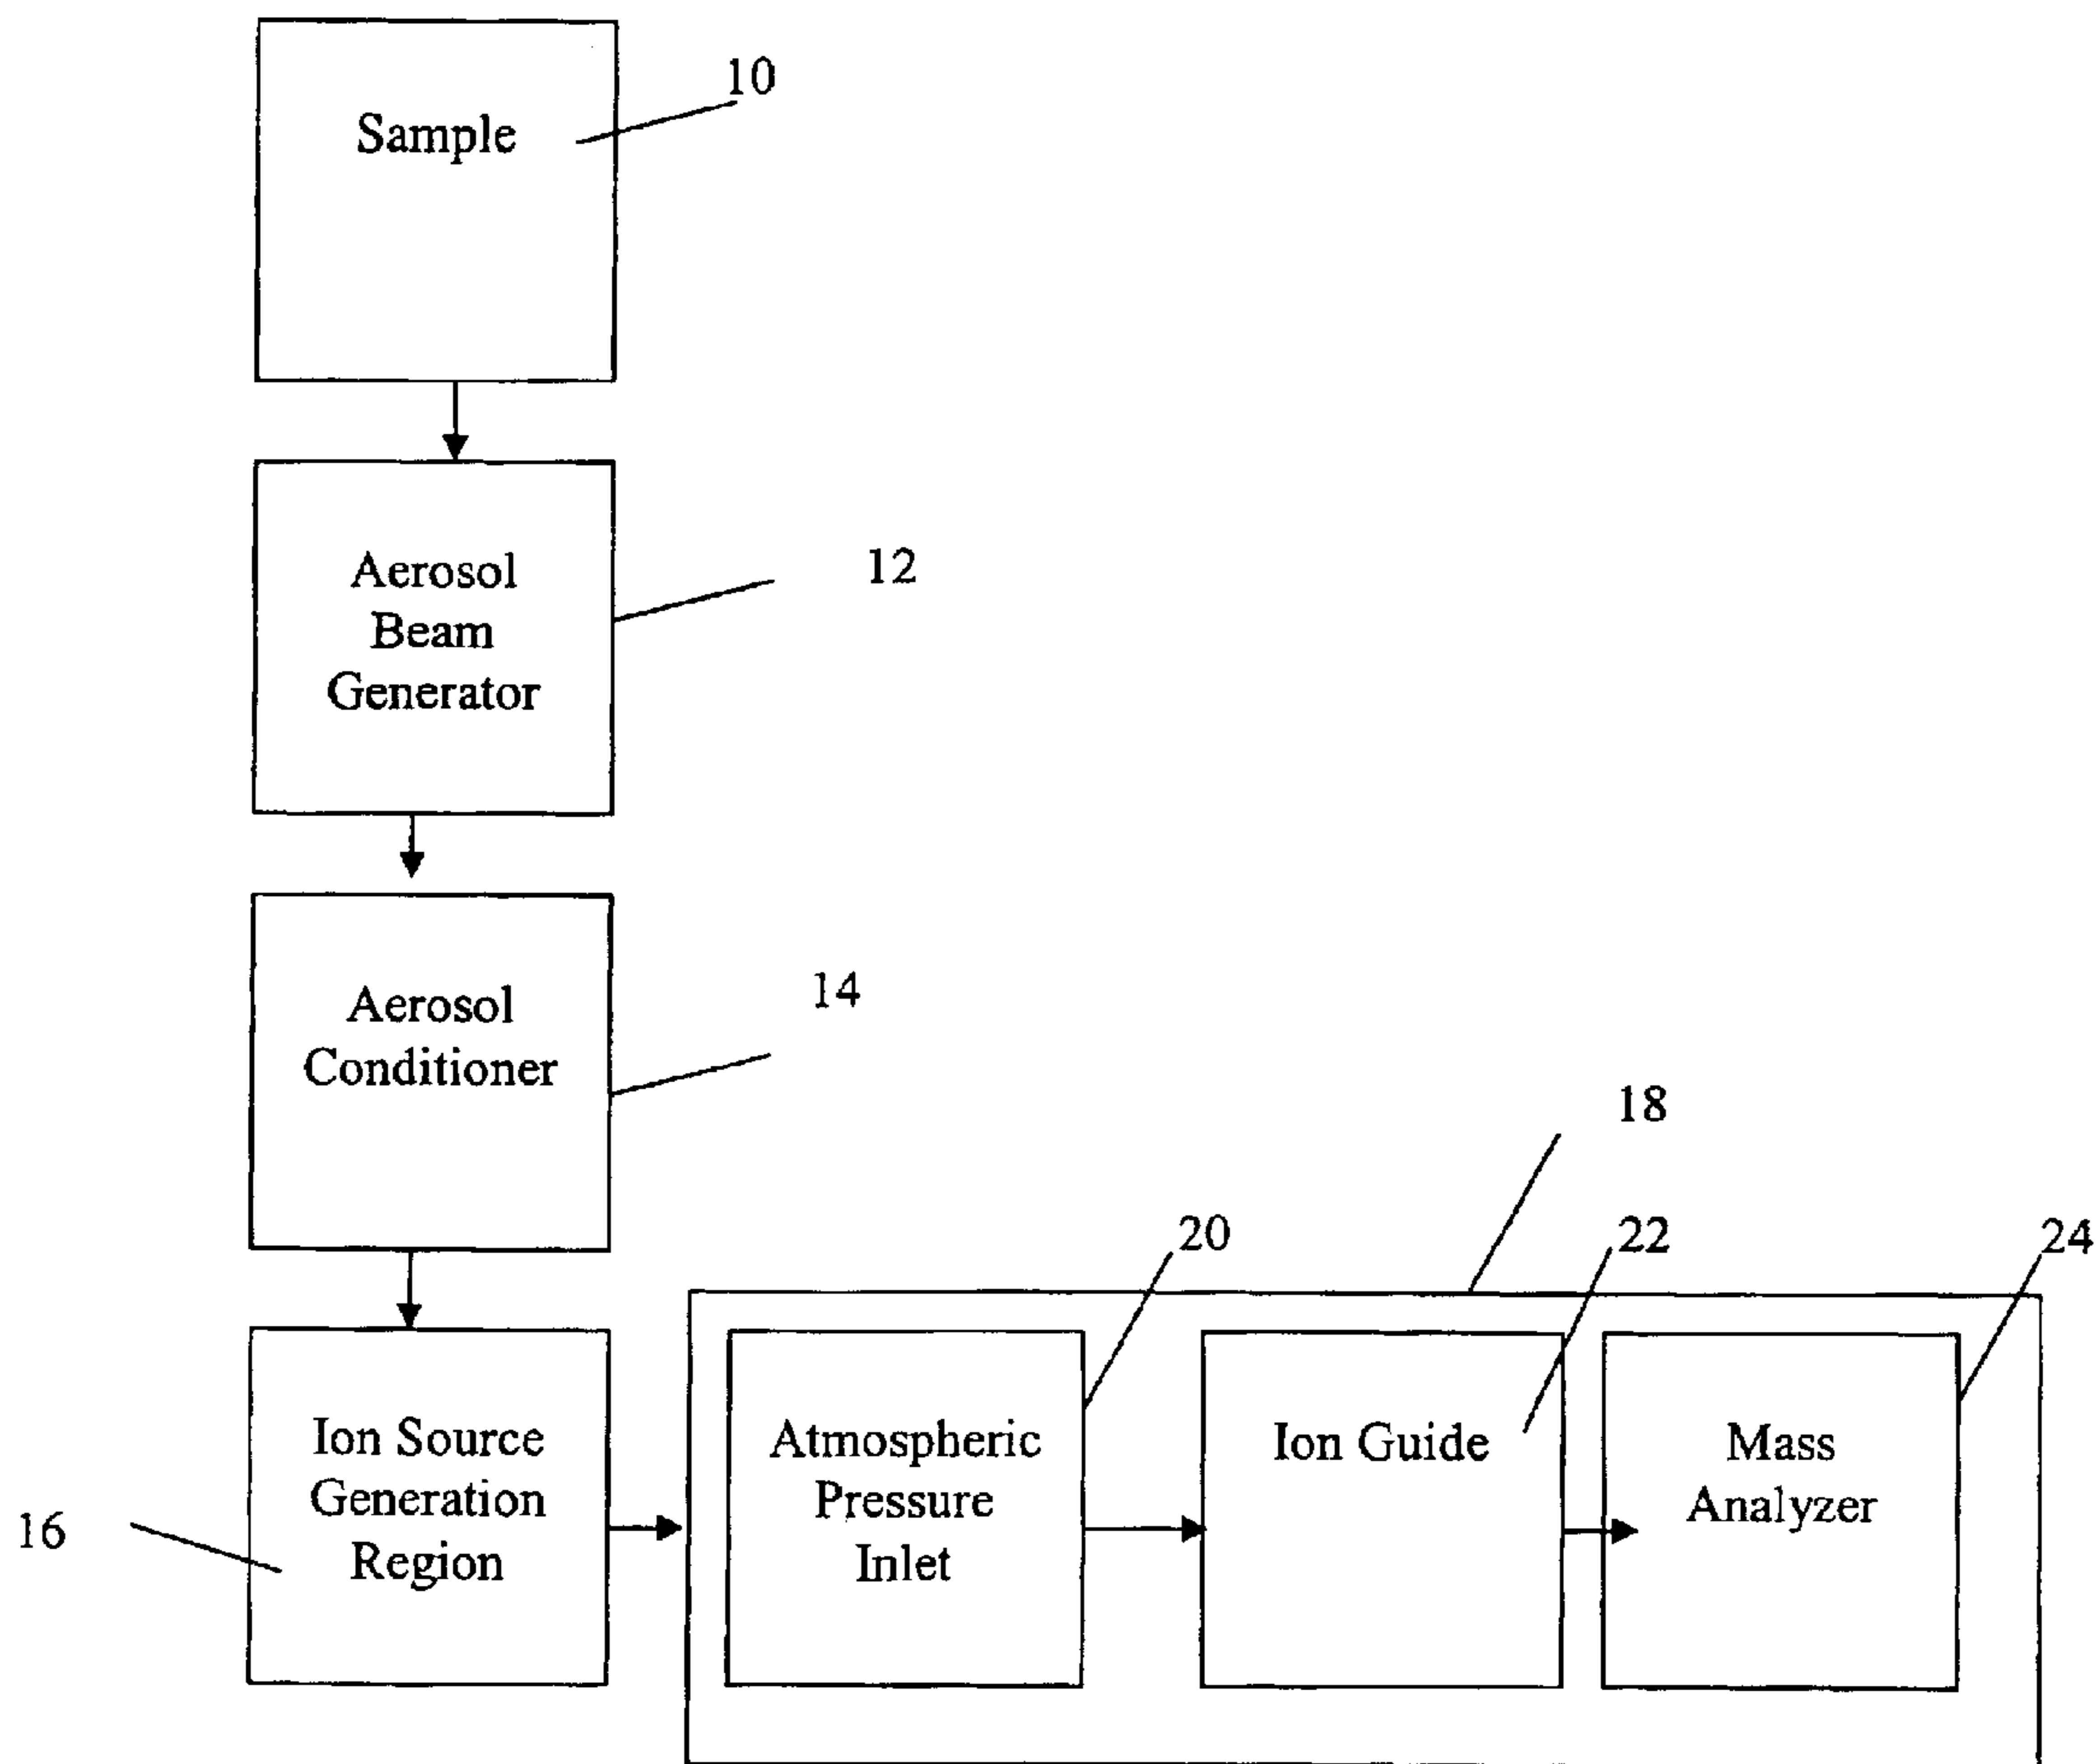 10
Sample
12
Aerosol
Beam
Generator
14
Aerosol
Conditioner
18
20
22
24
16
Ion Source
Generation
Region
Atmospheric
Pressure
Inlet
Ion Guide
Mass
Analyzer